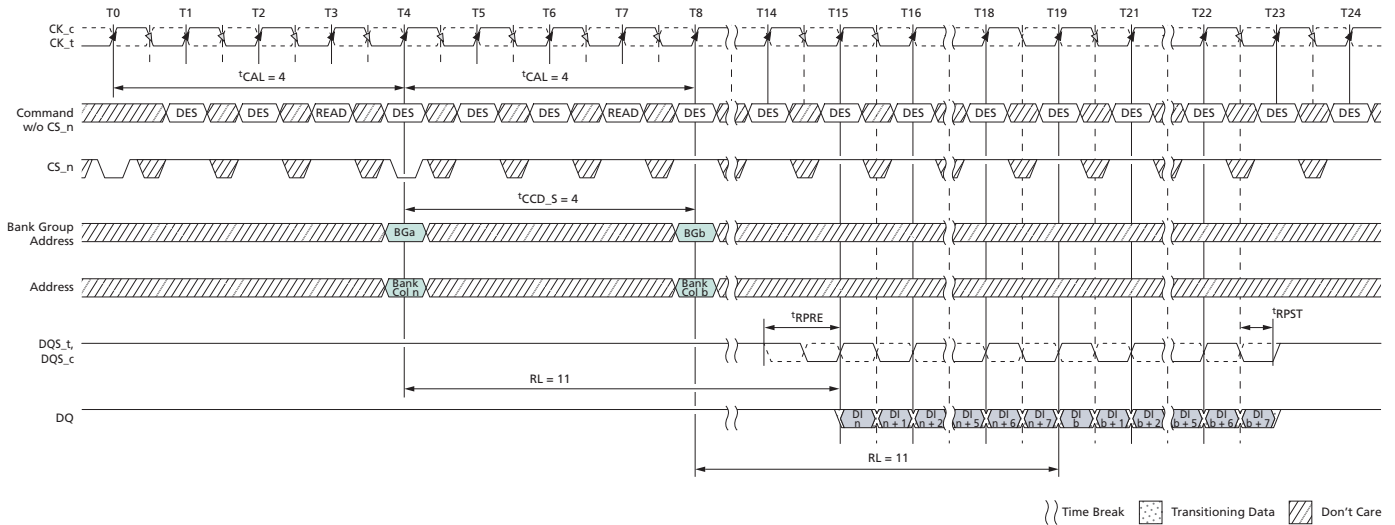 T0 T1 T2 T3 T4 T5 T6 T7 T8 T14 T15 T16 T18 T19 T21 T22 T23 T24
CK_c
CK_t
tCAL = 4 tCAL = 4
Command
w/o CS_n
DES DES READ DES DES DES READ DES DES DES DES DES DES DES DES DES DES
CS_n
tCCD_S = 4
Bank Group
Address
BGa BGb
Address
Bank
Col n
Bank
Col b
tRPRE tRPST
DQS_t,
DQS_c
RL = 11
DQ
DI n DI n + 1 DI n + 2 DI n + 5 DI n + 6 DI n + 7 DI b DI b + 1 DI b + 2 DI b + 5 DI b + 6 DI b + 7
RL = 11
Time Break Transitioning Data Don't Care